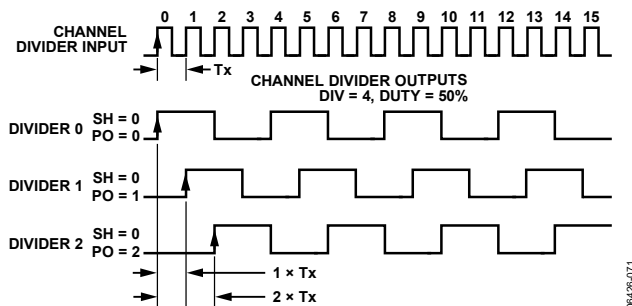 0 1 2 3 4 5 6 7 8 9 10 11 12 13 14 15
CHANNEL
DIVIDER INPUT
Tx
CHANNEL DIVIDER OUTPUTS
DIV = 4, DUTY = 50%
DIVIDER 0
SH = 0
PO = 0
DIVIDER 1
SH = 0
PO = 1
DIVIDER 2
SH = 0
PO = 2
1 × Tx
2 × Tx
06426-071